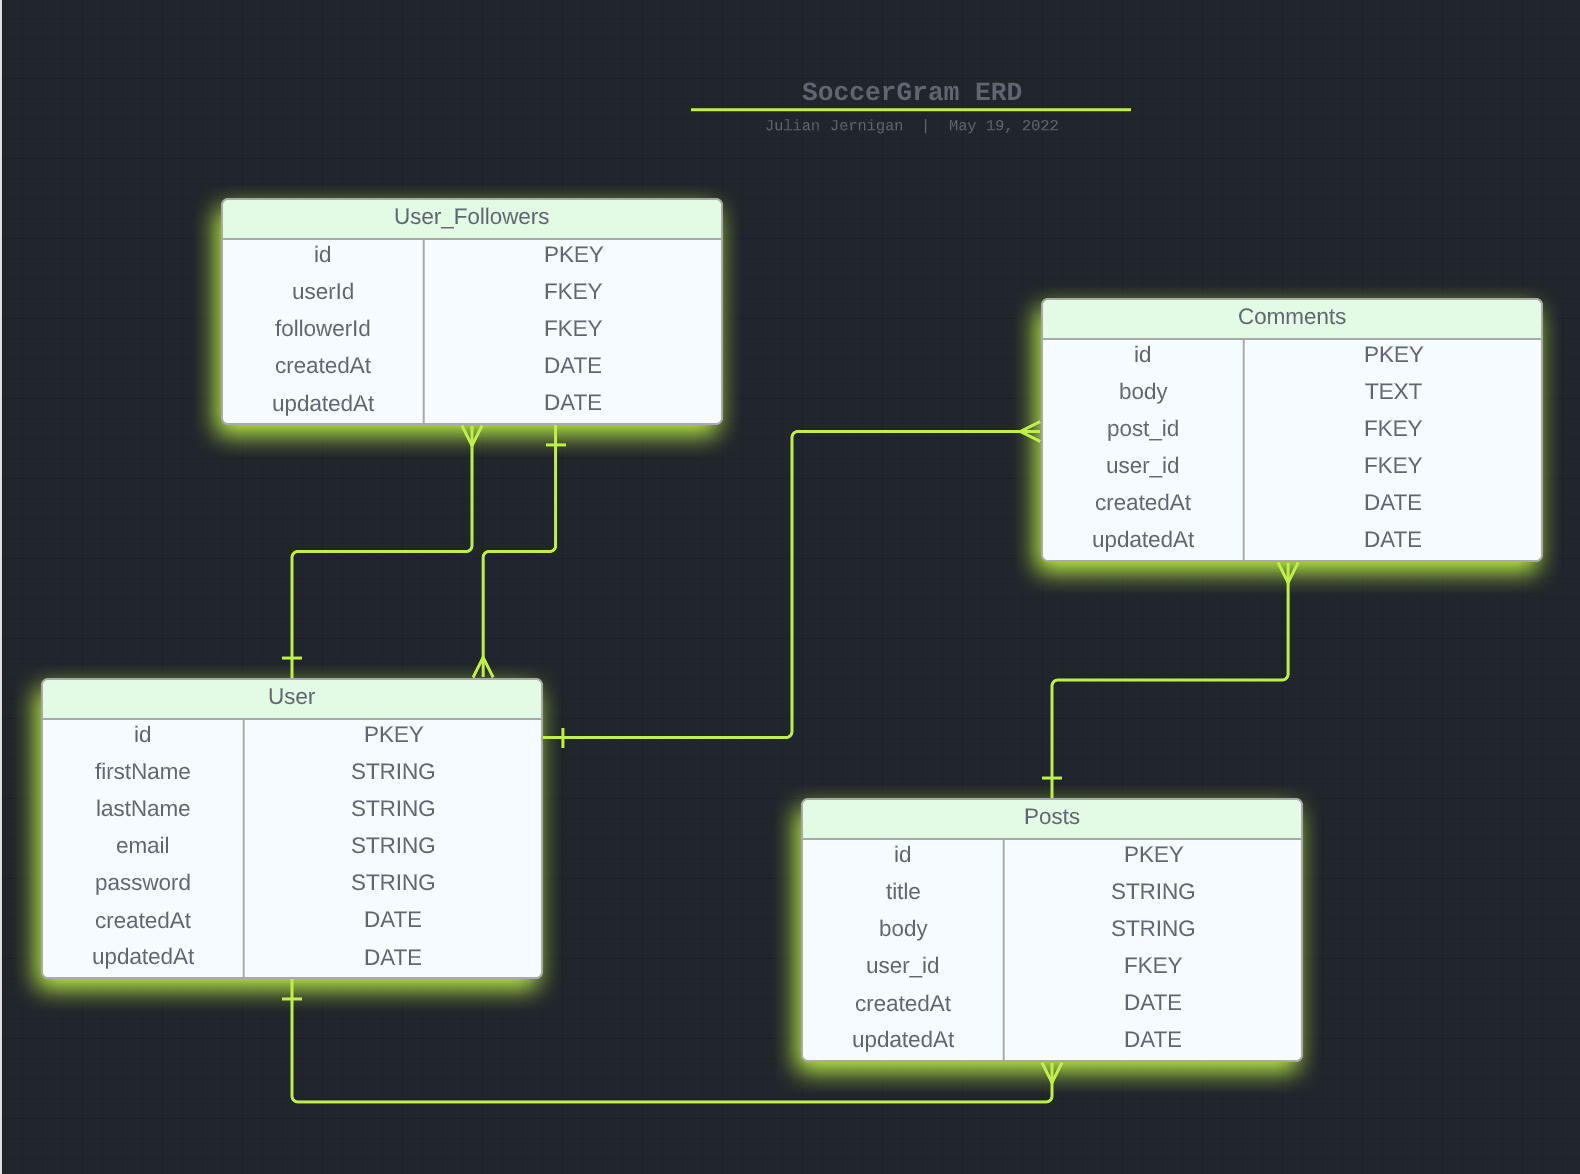 SoccerGram ERD
Julian Jernigan | May 19, 2022
User_Followers
id PKEY
userId FKEY
followerId FKEY
createdAt DATE
updatedAt DATE
Comments
id PKEY
body TEXT
post_id FKEY
user_id FKEY
createdAt DATE
updatedAt DATE
User
id PKEY
firstName STRING
lastName STRING
email STRING
password STRING
createdAt DATE
updatedAt DATE
Posts
id PKEY
title STRING
body STRING
user_id FKEY
createdAt DATE
updatedAt DATE